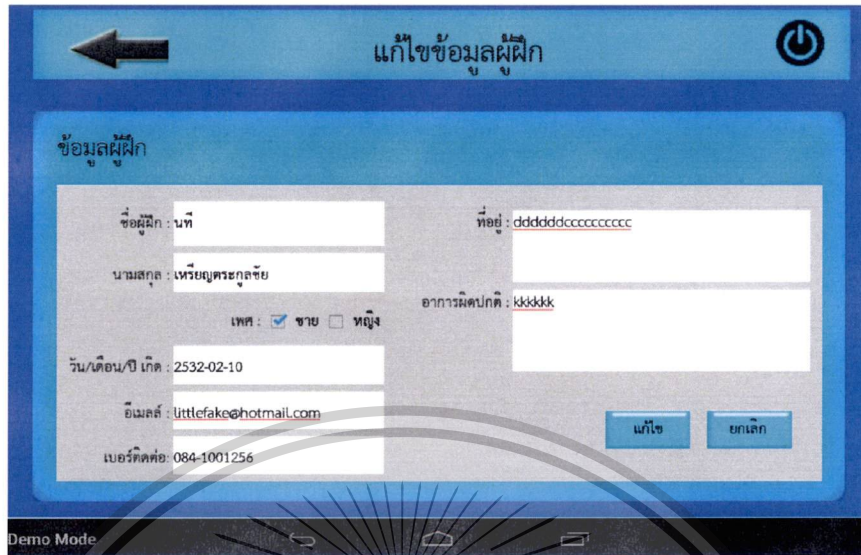 แก้ไขข้อมูลผู้ฝึก
ข้อมูลผู้ฝึก
ชื่อผู้ฝึก : นที
นามสกุล : เหรียญตระกูลชัย
เพศ : ชาย หญิง
วัน/เดือน/ปี เกิด : 2532-02-10
อีเมลล์ : littlefake@hotmail.com
เบอร์ติดต่อ: 084-1001256
ที่อยู่ : ddddddcccccccccc
อาการผิดปกติ : kkkkkk
แก้ไข ยกเลิก
Demo Mode